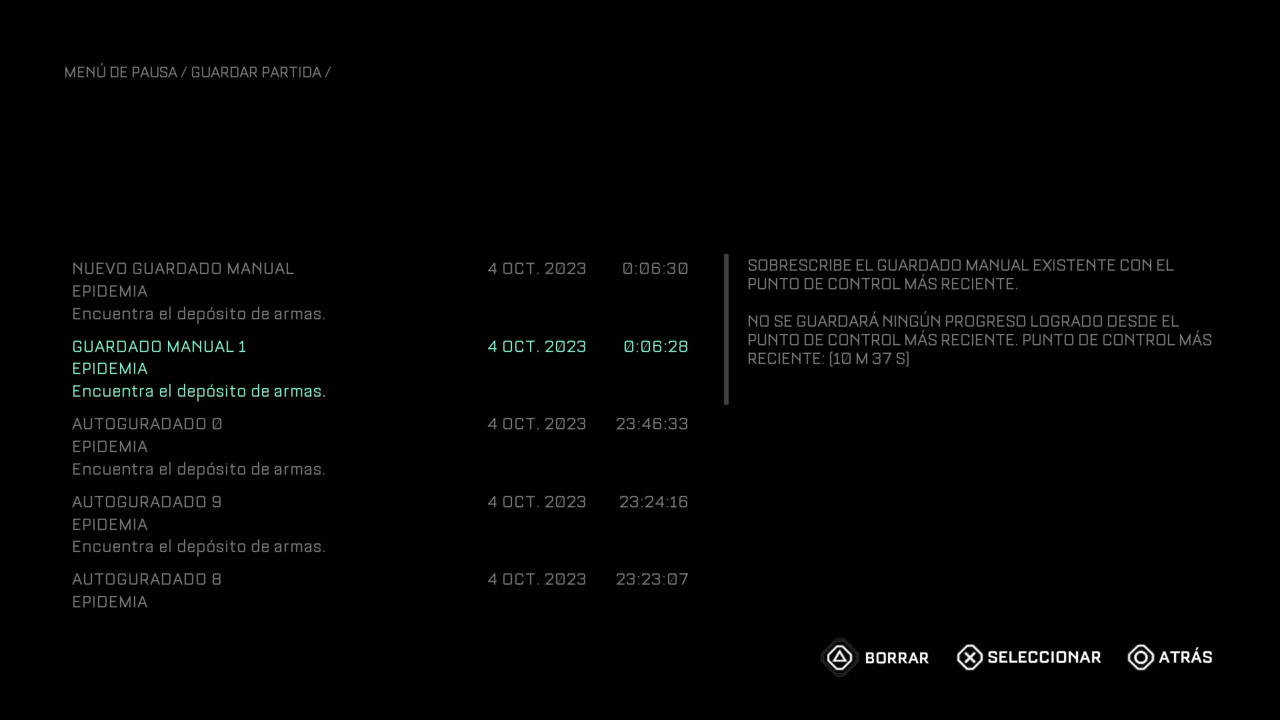 MENÚ DE PAUSA / GUARDAR PARTIDA /
NUEVO GUARDADO MANUAL 4 OCT. 2023 0:06:30
EPIDEMIA
Encuentra el depósito de armas.
GUARDADO MANUAL 1 4 OCT. 2023 0:06:28
EPIDEMIA
Encuentra el depósito de armas.
AUTOGURADADO 0 4 OCT. 2023 23:46:33
EPIDEMIA
Encuentra el depósito de armas.
AUTOGURADADO 9 4 OCT. 2023 23:24:16
EPIDEMIA
Encuentra el depósito de armas.
AUTOGURADADO 8 4 OCT. 2023 23:23:07
EPIDEMIA
SOBRESCRIBE EL GUARDADO MANUAL EXISTENTE CON EL
PUNTO DE CONTROL MÁS RECIENTE.
NO SE GUARDARÁ NINGÚN PROGRESO LOGRADO DESDE EL
PUNTO DE CONTROL MÁS RECIENTE. PUNTO DE CONTROL MÁS
RECIENTE: (10 M 37 S)
BORRAR SELECCIONAR ATRÁS